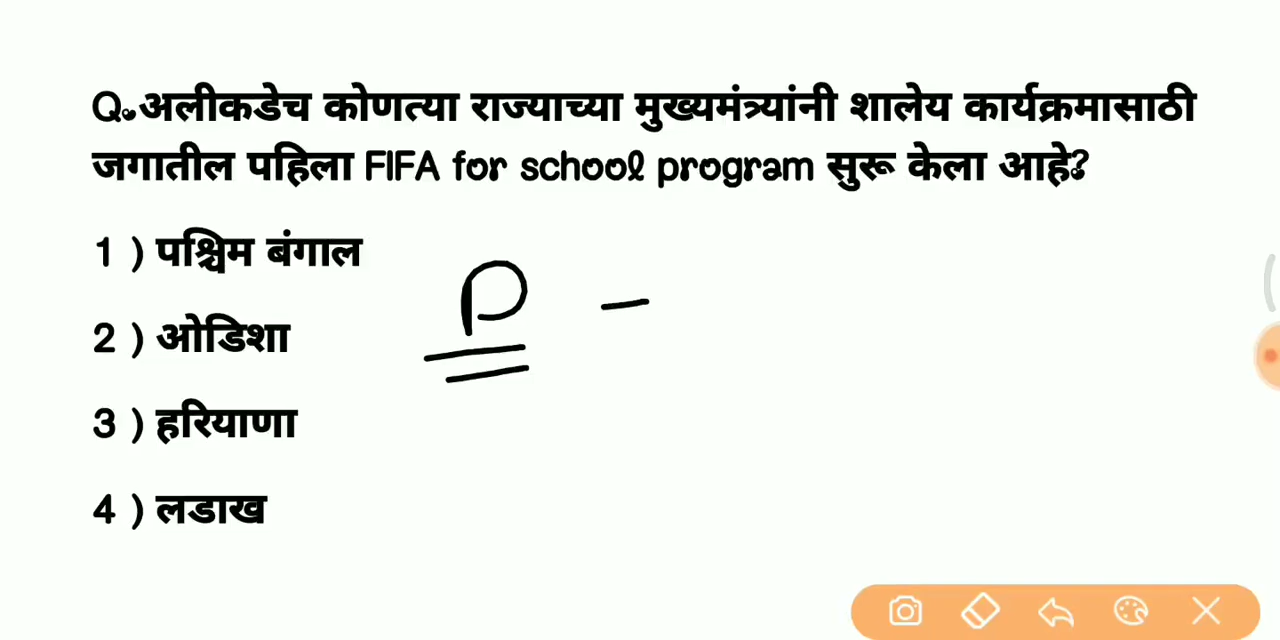 Q.अलीकडेच कोणत्या राज्याच्या मुख्यमंत्र्यांनी शालेय कार्यक्रमासाठी
जगातील पहिला FIFA for school program सुरू केला आहे?
1 ) पश्चिम बंगाल
P -
2 ) ओडिशा
3 ) हरियाणा
4 ) लडाख